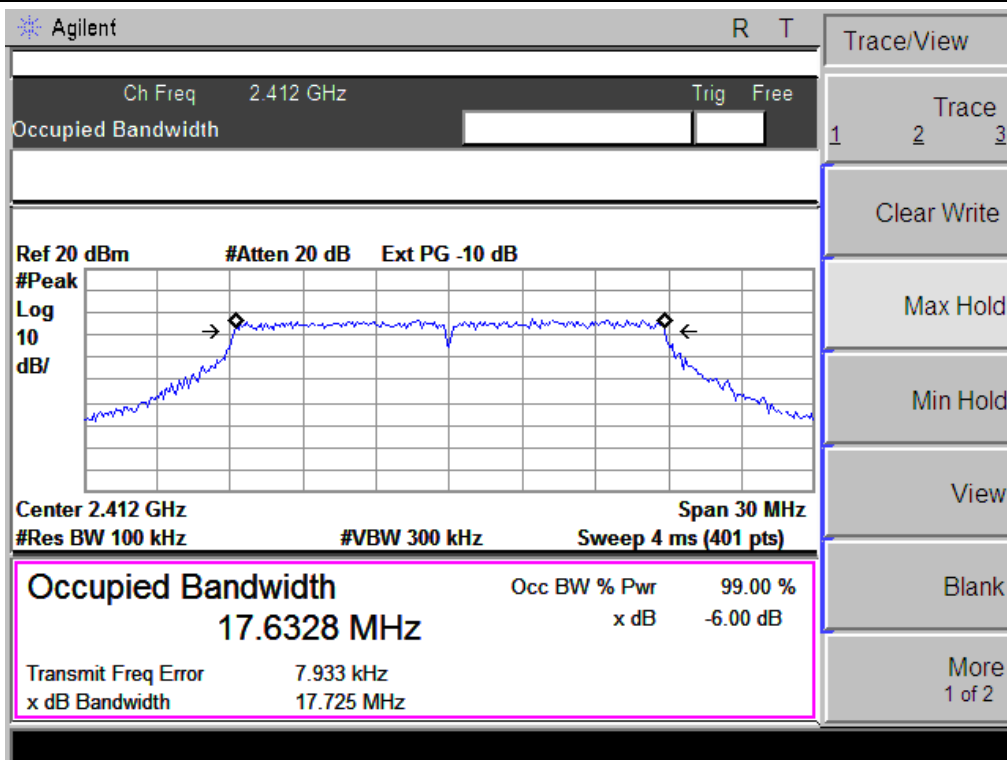 Agilent R T
Trace/View
Ch Freq 2.412 GHz Trig Free
Occupied Bandwidth
Trace
1 2 3
Clear Write
Max Hold
Min Hold
View
Blank
More
1 of 2
Ref 20 dBm #Atten 20 dB Ext PG -10 dB
#Peak
Log
10
dB/
Center 2.412 GHz Span 30 MHz
#Res BW 100 kHz #VBW 300 kHz Sweep 4 ms (401 pts)
Occupied Bandwidth Occ BW % Pwr 99.00 %
17.6328 MHz x dB -6.00 dB
Transmit Freq Error 7.933 kHz
x dB Bandwidth 17.725 MHz